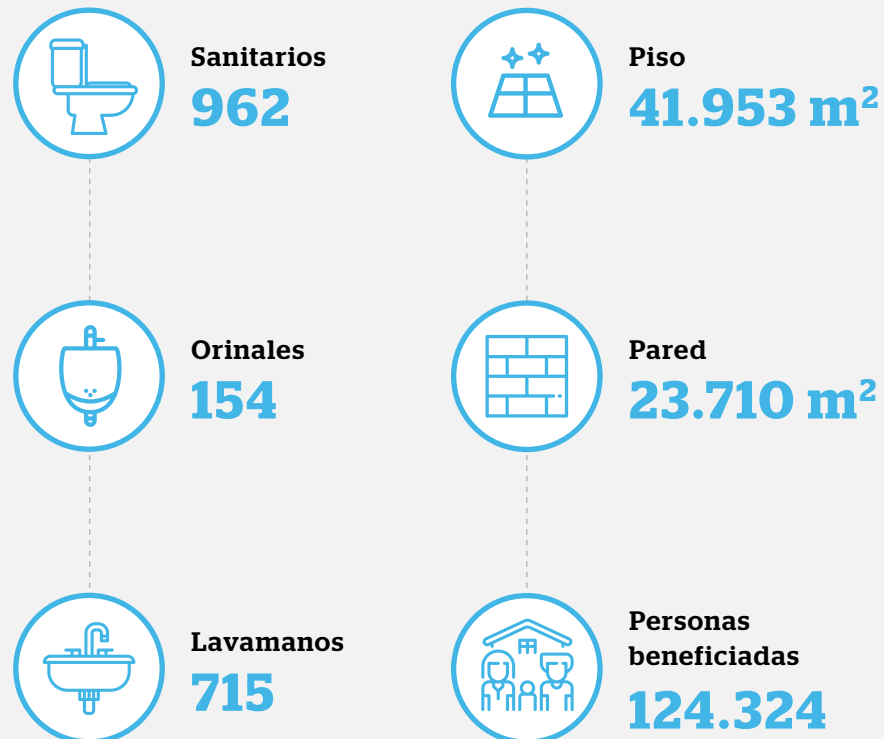 Sanitarios
962
Orinales
154
Lavamanos
715
Piso
41.953 m²
Pared
23.710 m²
Personas
beneficiadas
124.324